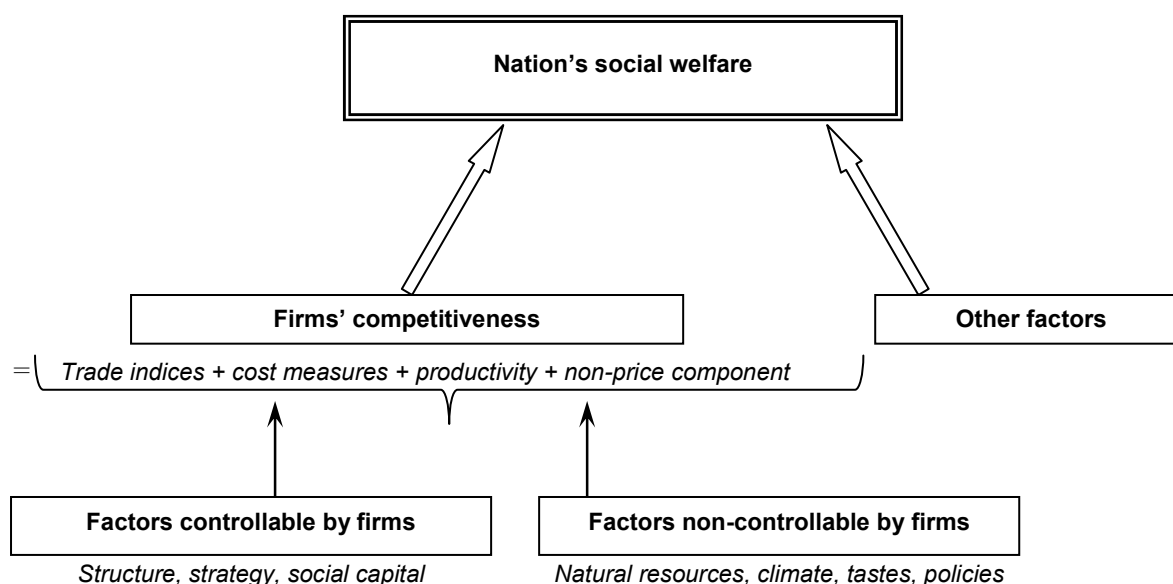 Nation’s social welfare
Firms’ competitiveness
Other factors
= Trade indices + cost measures + productivity + non-price component
Factors controllable by firms
Factors non-controllable by firms
Structure, strategy, social capital
Natural resources, climate, tastes, policies